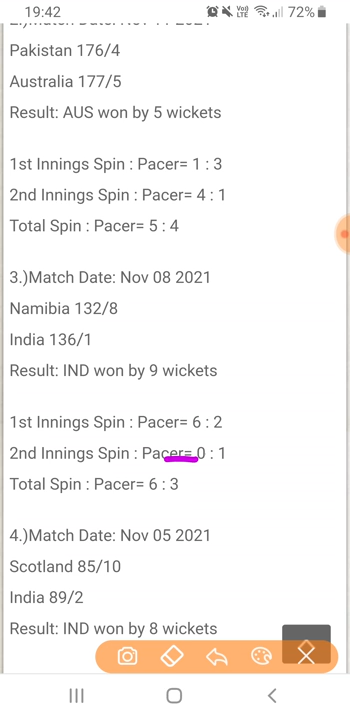 19:42
Vo))
LTE
72%
Pakistan 176/4
Australia 177/5
Result: AUS won by 5 wickets
1st Innings Spin : Pacer= 1 : 3
2nd Innings Spin : Pacer= 4 : 1
Total Spin : Pacer= 5 : 4
3.)Match Date: Nov 08 2021
Namibia 132/8
India 136/1
Result: IND won by 9 wickets
1st Innings Spin : Pacer= 6 : 2
2nd Innings Spin : Pacer= 0 : 1
Total Spin : Pacer= 6 : 3
4.)Match Date: Nov 05 2021
Scotland 85/10
India 89/2
Result: IND won by 8 wickets